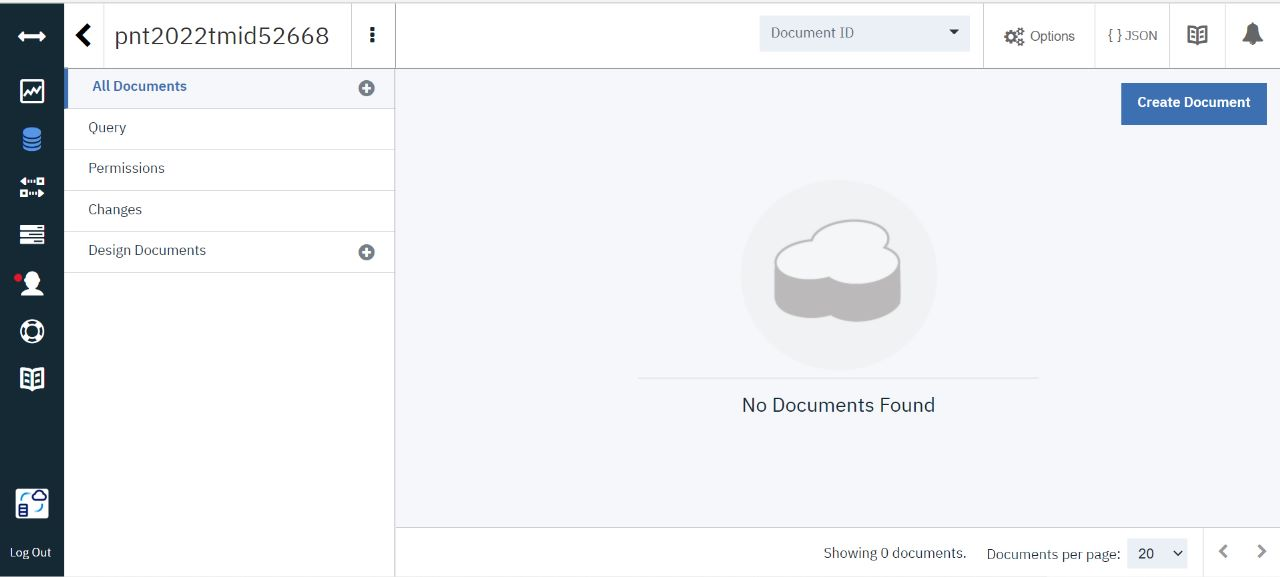 pnt2022tmid52668
Document ID
Options
{ } JSON
All Documents
Query
Permissions
Changes
Design Documents
Create Document
No Documents Found
Log Out
Showing 0 documents.
Documents per page: 20